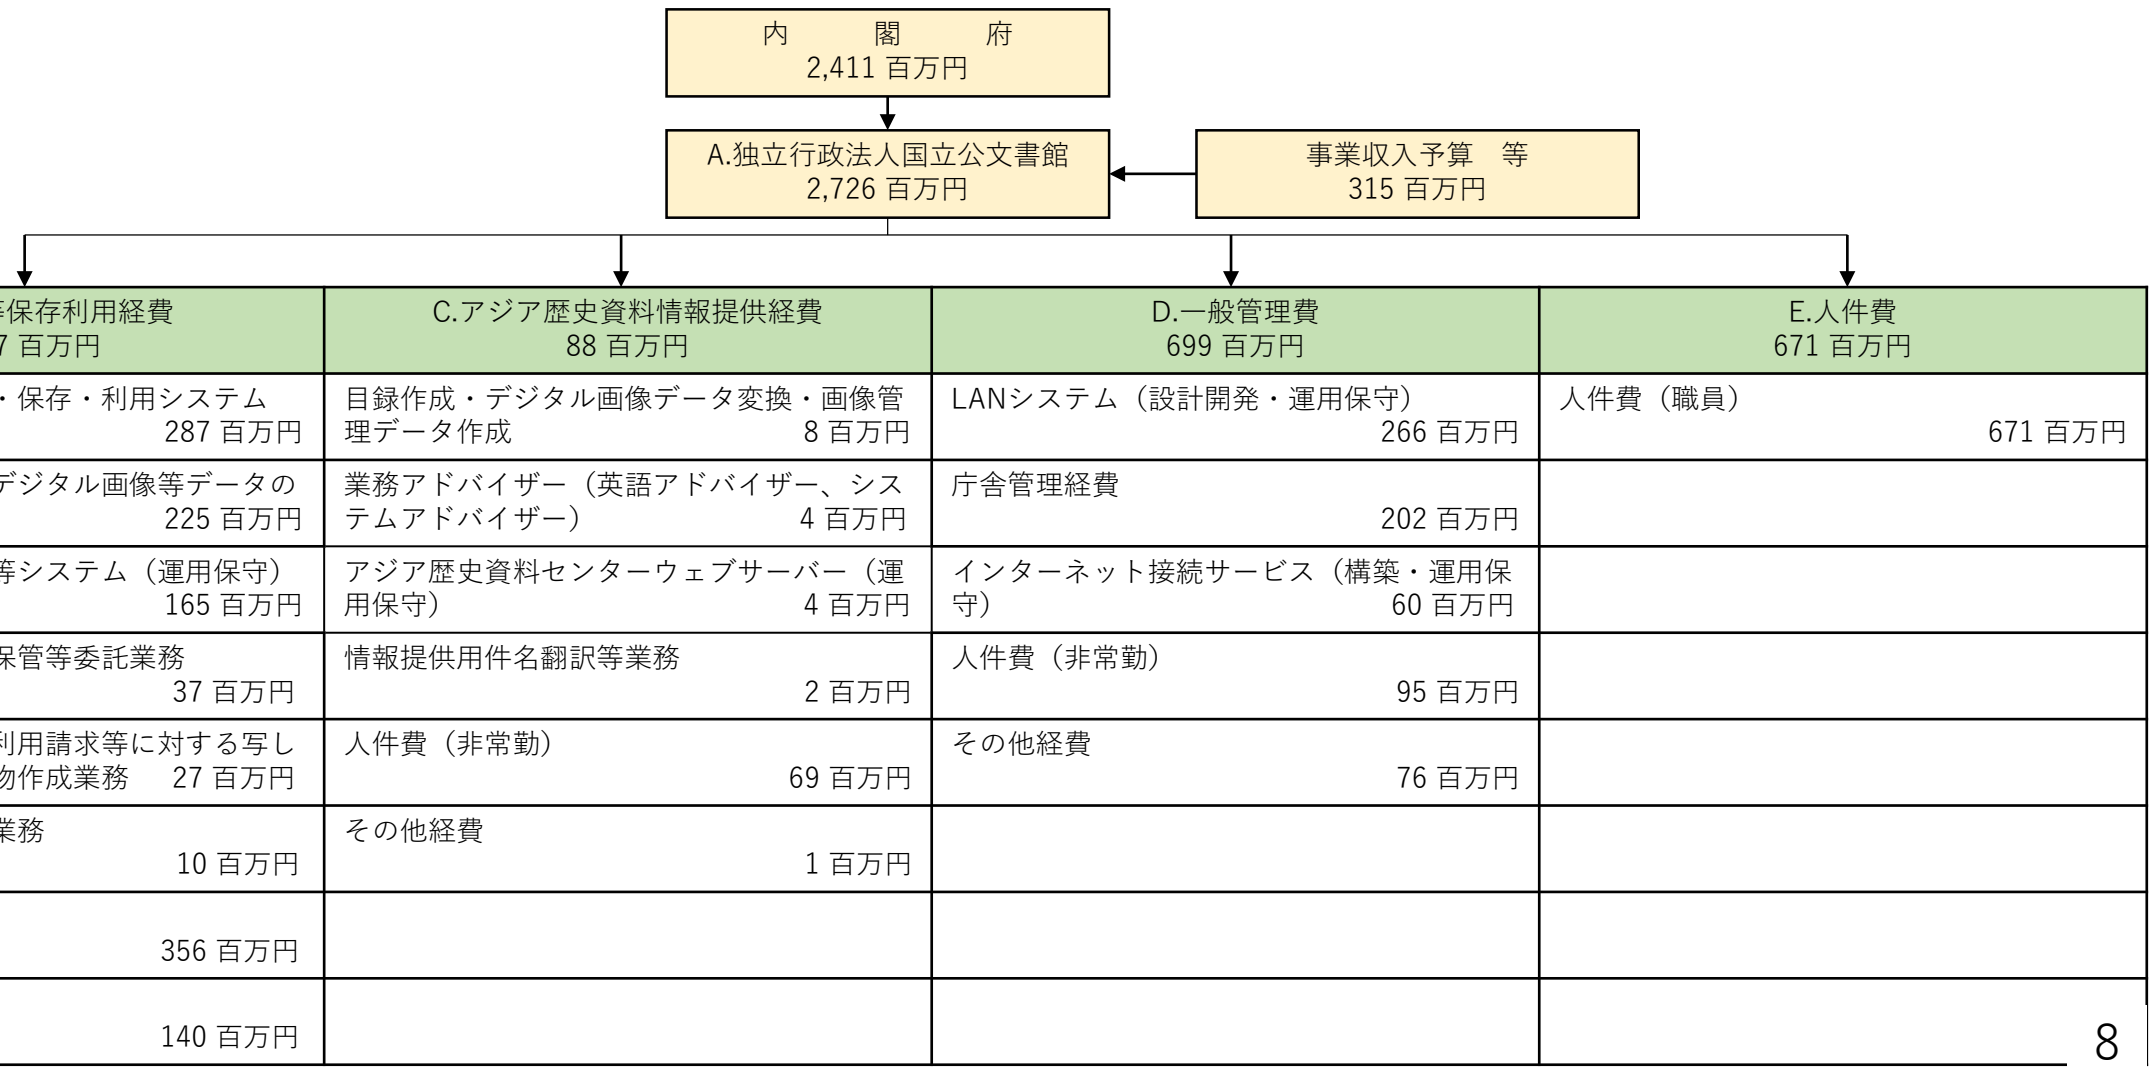 内　閣　府
2,411 百万円
A.独立行政法人国立公文書館
2,726 百万円
事業収入予算　等
315 百万円
保存利用経費
7 百万円
・保存・利用システム
287 百万円
デジタル画像等データの
225 百万円
等システム（運用保守）
165 百万円
保管等委託業務
37 百万円
利用請求等に対する写し
物作成業務　27 百万円
業務
10 百万円
356 百万円
140 百万円
C.アジア歴史資料情報提供経費
88 百万円
目録作成・デジタル画像データ変換・画像管
理データ作成　8 百万円
業務アドバイザー（英語アドバイザー、シス
テムアドバイザー）　4 百万円
アジア歴史資料センターウェブサーバー（運
用保守）　4 百万円
情報提供用件名翻訳等業務
2 百万円
人件費（非常勤）
69 百万円
その他経費
1 百万円
D.一般管理費
699 百万円
LANシステム（設計開発・運用保守）
266 百万円
庁舎管理経費
202 百万円
インターネット接続サービス（構築・運用保
守）　60 百万円
人件費（非常勤）
95 百万円
その他経費
76 百万円
E.人件費
671 百万円
人件費（職員）
671 百万円
8